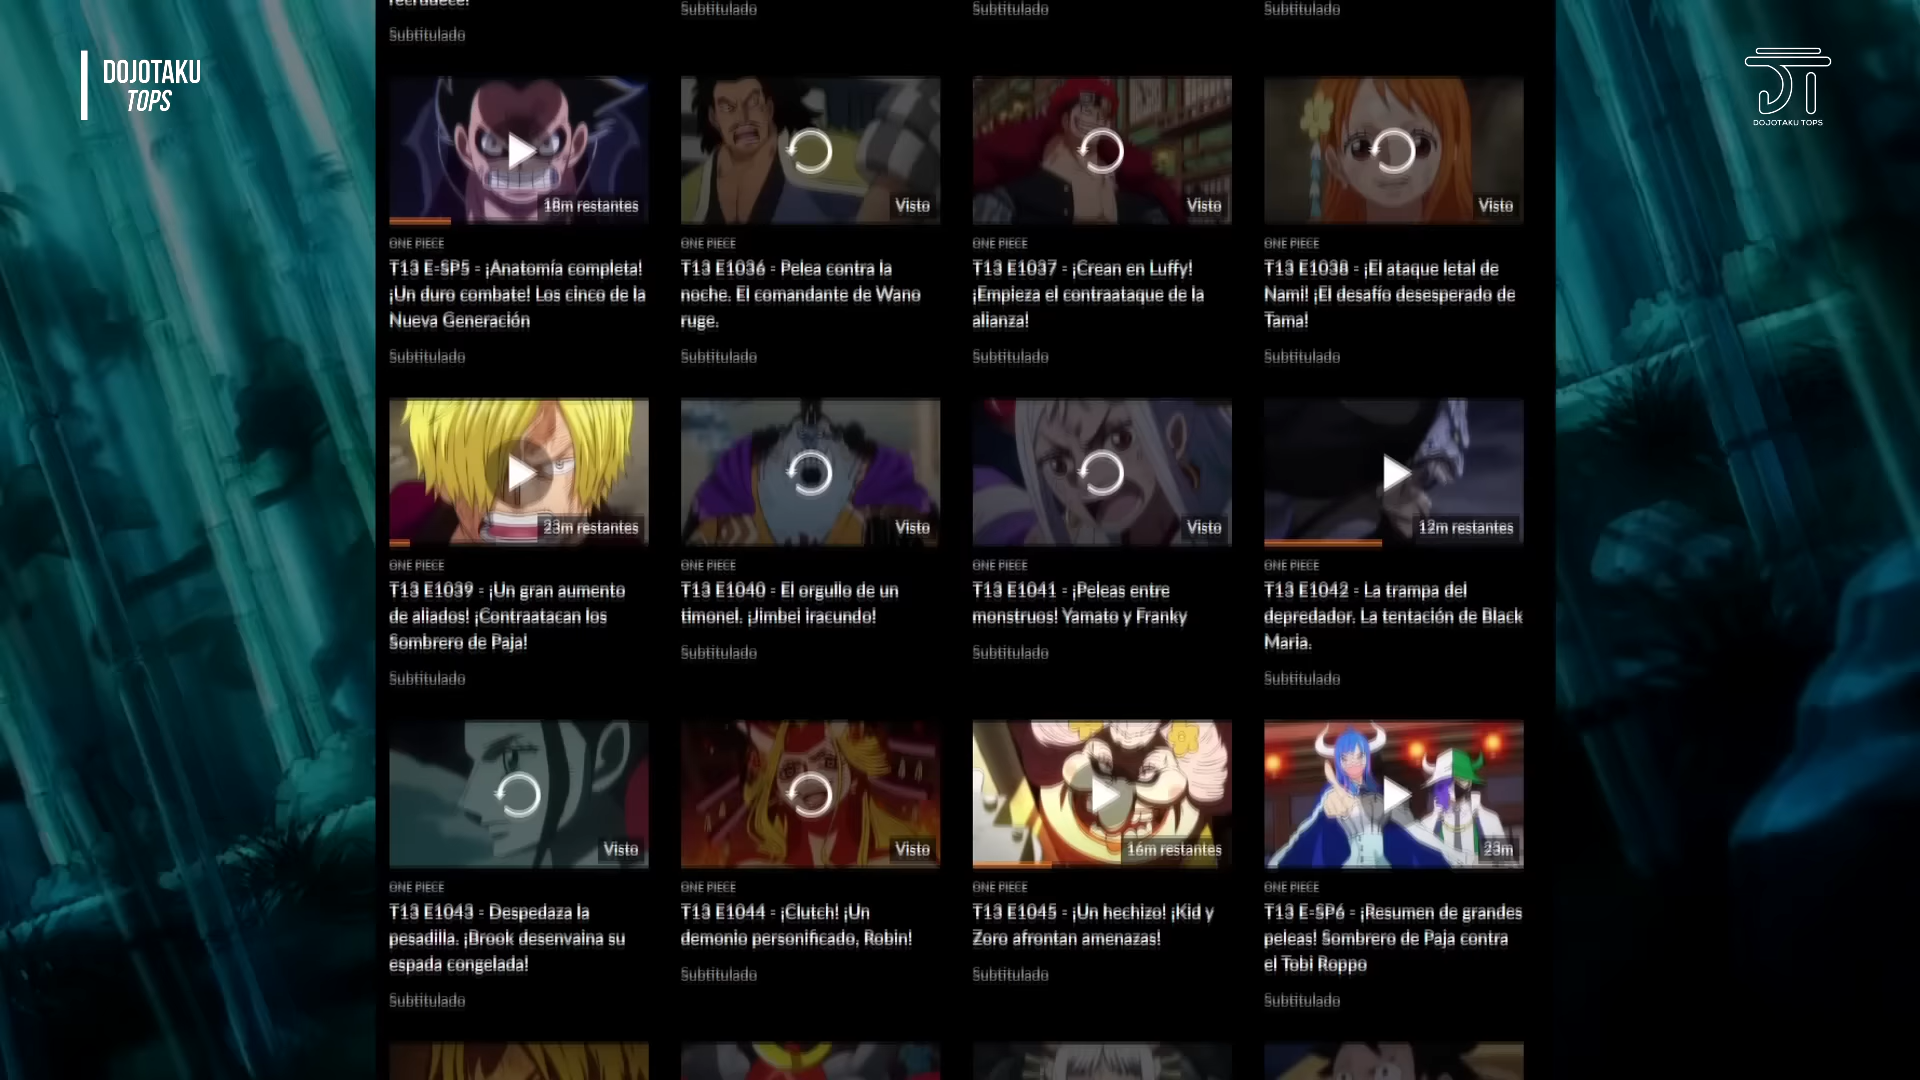 Subtitulado
Subtitulado
Subtitulado
Subtitulado
DOJOTAKU
TOPS
DOJOTAKU TOPS
18m restantes
Visto
Visto
Visto
ONE PIECE
T13 E-SP5 - ¡Anatomía completa!
¡Un duro combate! Los cinco de la
Nueva Generación
Subtitulado
ONE PIECE
T13 E1036 - Pelea contra la
noche. El comandante de Wano
ruge.
Subtitulado
ONE PIECE
T13 E1037 - ¡Crean en Luffy!
¡Empieza el contraataque de la
alianza!
Subtitulado
ONE PIECE
T13 E1038 - ¡El ataque letal de
Nami! ¡El desafío desesperado de
Tama!
Subtitulado
23m restantes
Visto
Visto
12m restantes
ONE PIECE
T13 E1039 - ¡Un gran aumento
de aliados! ¡Contraatacan los
Sombrero de Paja!
Subtitulado
ONE PIECE
T13 E1040 - El orgullo de un
timonel. ¡Jimbei iracundo!
Subtitulado
ONE PIECE
T13 E1041 - ¡Peleas entre
monstruos! Yamato y Franky
Subtitulado
ONE PIECE
T13 E1042 - La trampa del
depredador. La tentación de Black
Maria.
Subtitulado
Visto
Visto
16m restantes
23m
ONE PIECE
T13 E1043 - Despedaza la
pesadilla. ¡Brook desenvaina su
espada congelada!
Subtitulado
ONE PIECE
T13 E1044 - ¡Clutch! ¡Un
demonio personificado, Robin!
Subtitulado
ONE PIECE
T13 E1045 - ¡Un hechizo! ¡Kid y
Zoro afrontan amenazas!
Subtitulado
ONE PIECE
T13 E-SP6 - ¡Resumen de grandes
peleas! Sombrero de Paja contra
el Tobi Roppo
Subtitulado